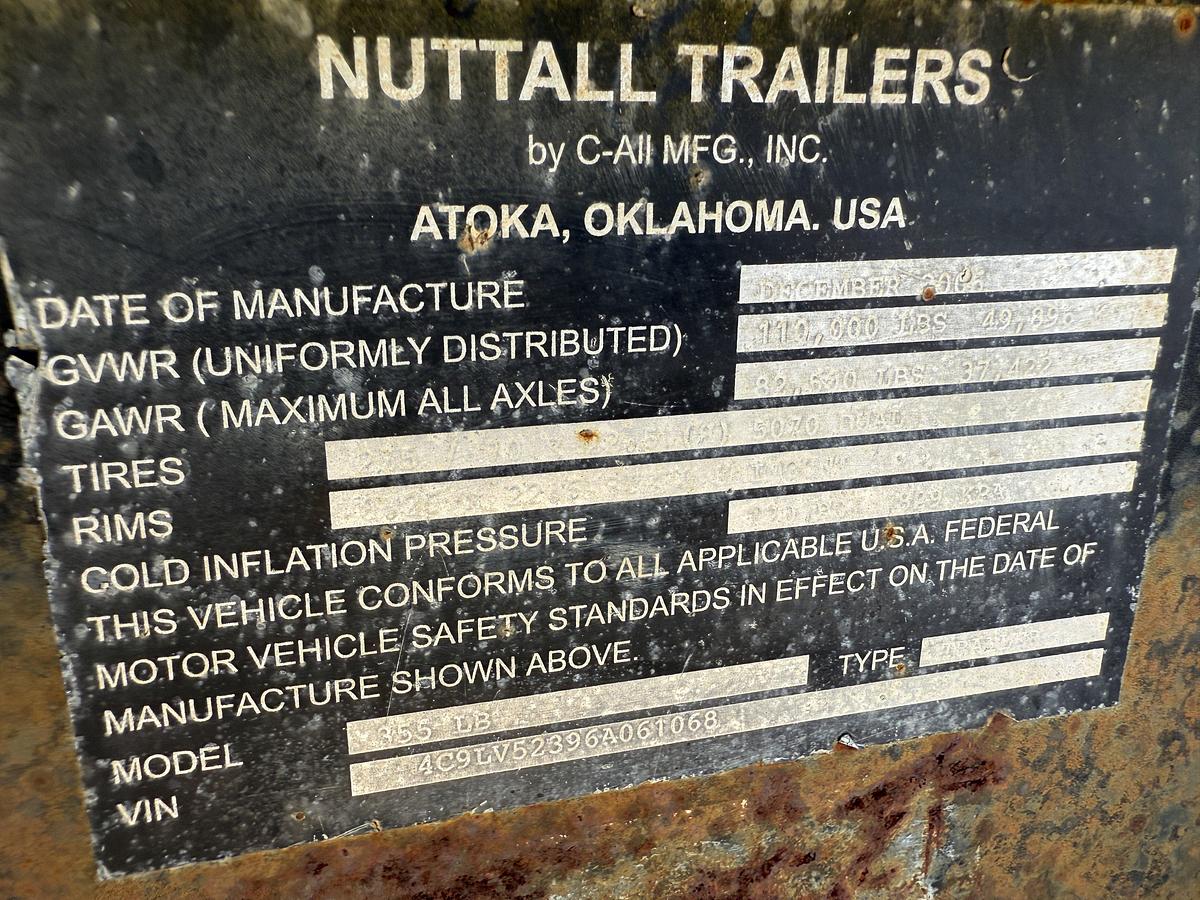 NUTTALL TRAILERS
by C-All MFG., INC.
ATOKA, OKLAHOMA. USA
DATE OF MANUFACTURE DECEMBER
GVWR (UNIFORMLY DISTRIBUTED) 110,000 LBS
GAWR ( MAXIMUM ALL AXLES) LBS
TIRES
RIMS
COLD INFLATION PRESSURE
THIS VEHICLE CONFORMS TO ALL APPLICABLE U.S.A. FEDERAL
MOTOR VEHICLE SAFETY STANDARDS IN EFFECT ON THE DATE OF
MANUFACTURE SHOWN ABOVE.
MODEL 355 LB TYPE TRAILER
VIN 4C9LV52396A061068